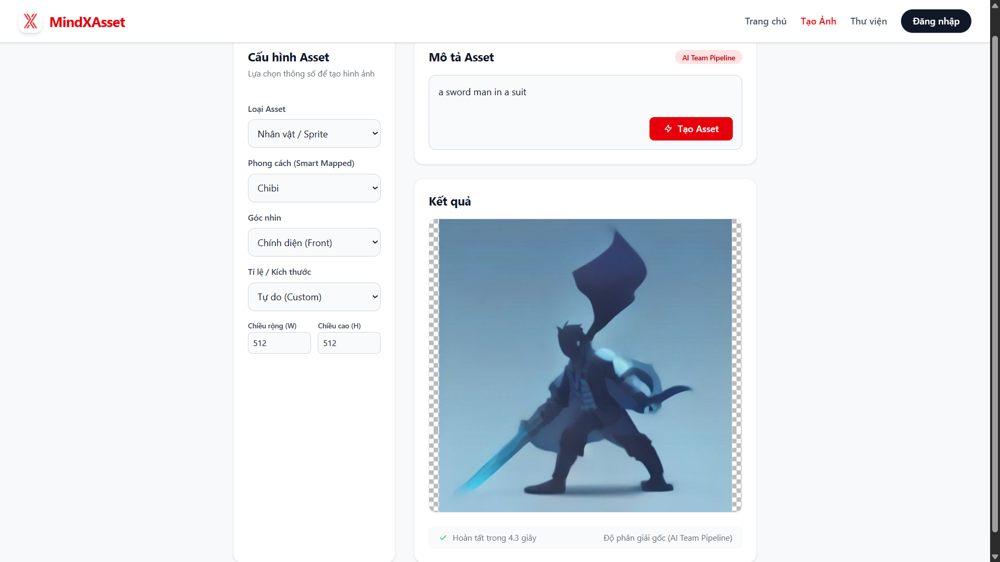 MindXAsset
Trang chủ
Tạo Ảnh
Thư viện
Đăng nhập
Cấu hình Asset
Lựa chọn thông số để tạo hình ảnh
Loại Asset
Nhân vật / Sprite
Phong cách (Smart Mapped)
Chibi
Góc nhìn
Chính diện (Front)
Tỉ lệ / Kích thước
Tự do (Custom)
Chiều rộng (W)
Chiều cao (H)
512
512
Mô tả Asset
AI Team Pipeline
a sword man in a suit
Tạo Asset
Kết quả
Hoàn tất trong 4.3 giây
Độ phân giải gốc (AI Team Pipeline)